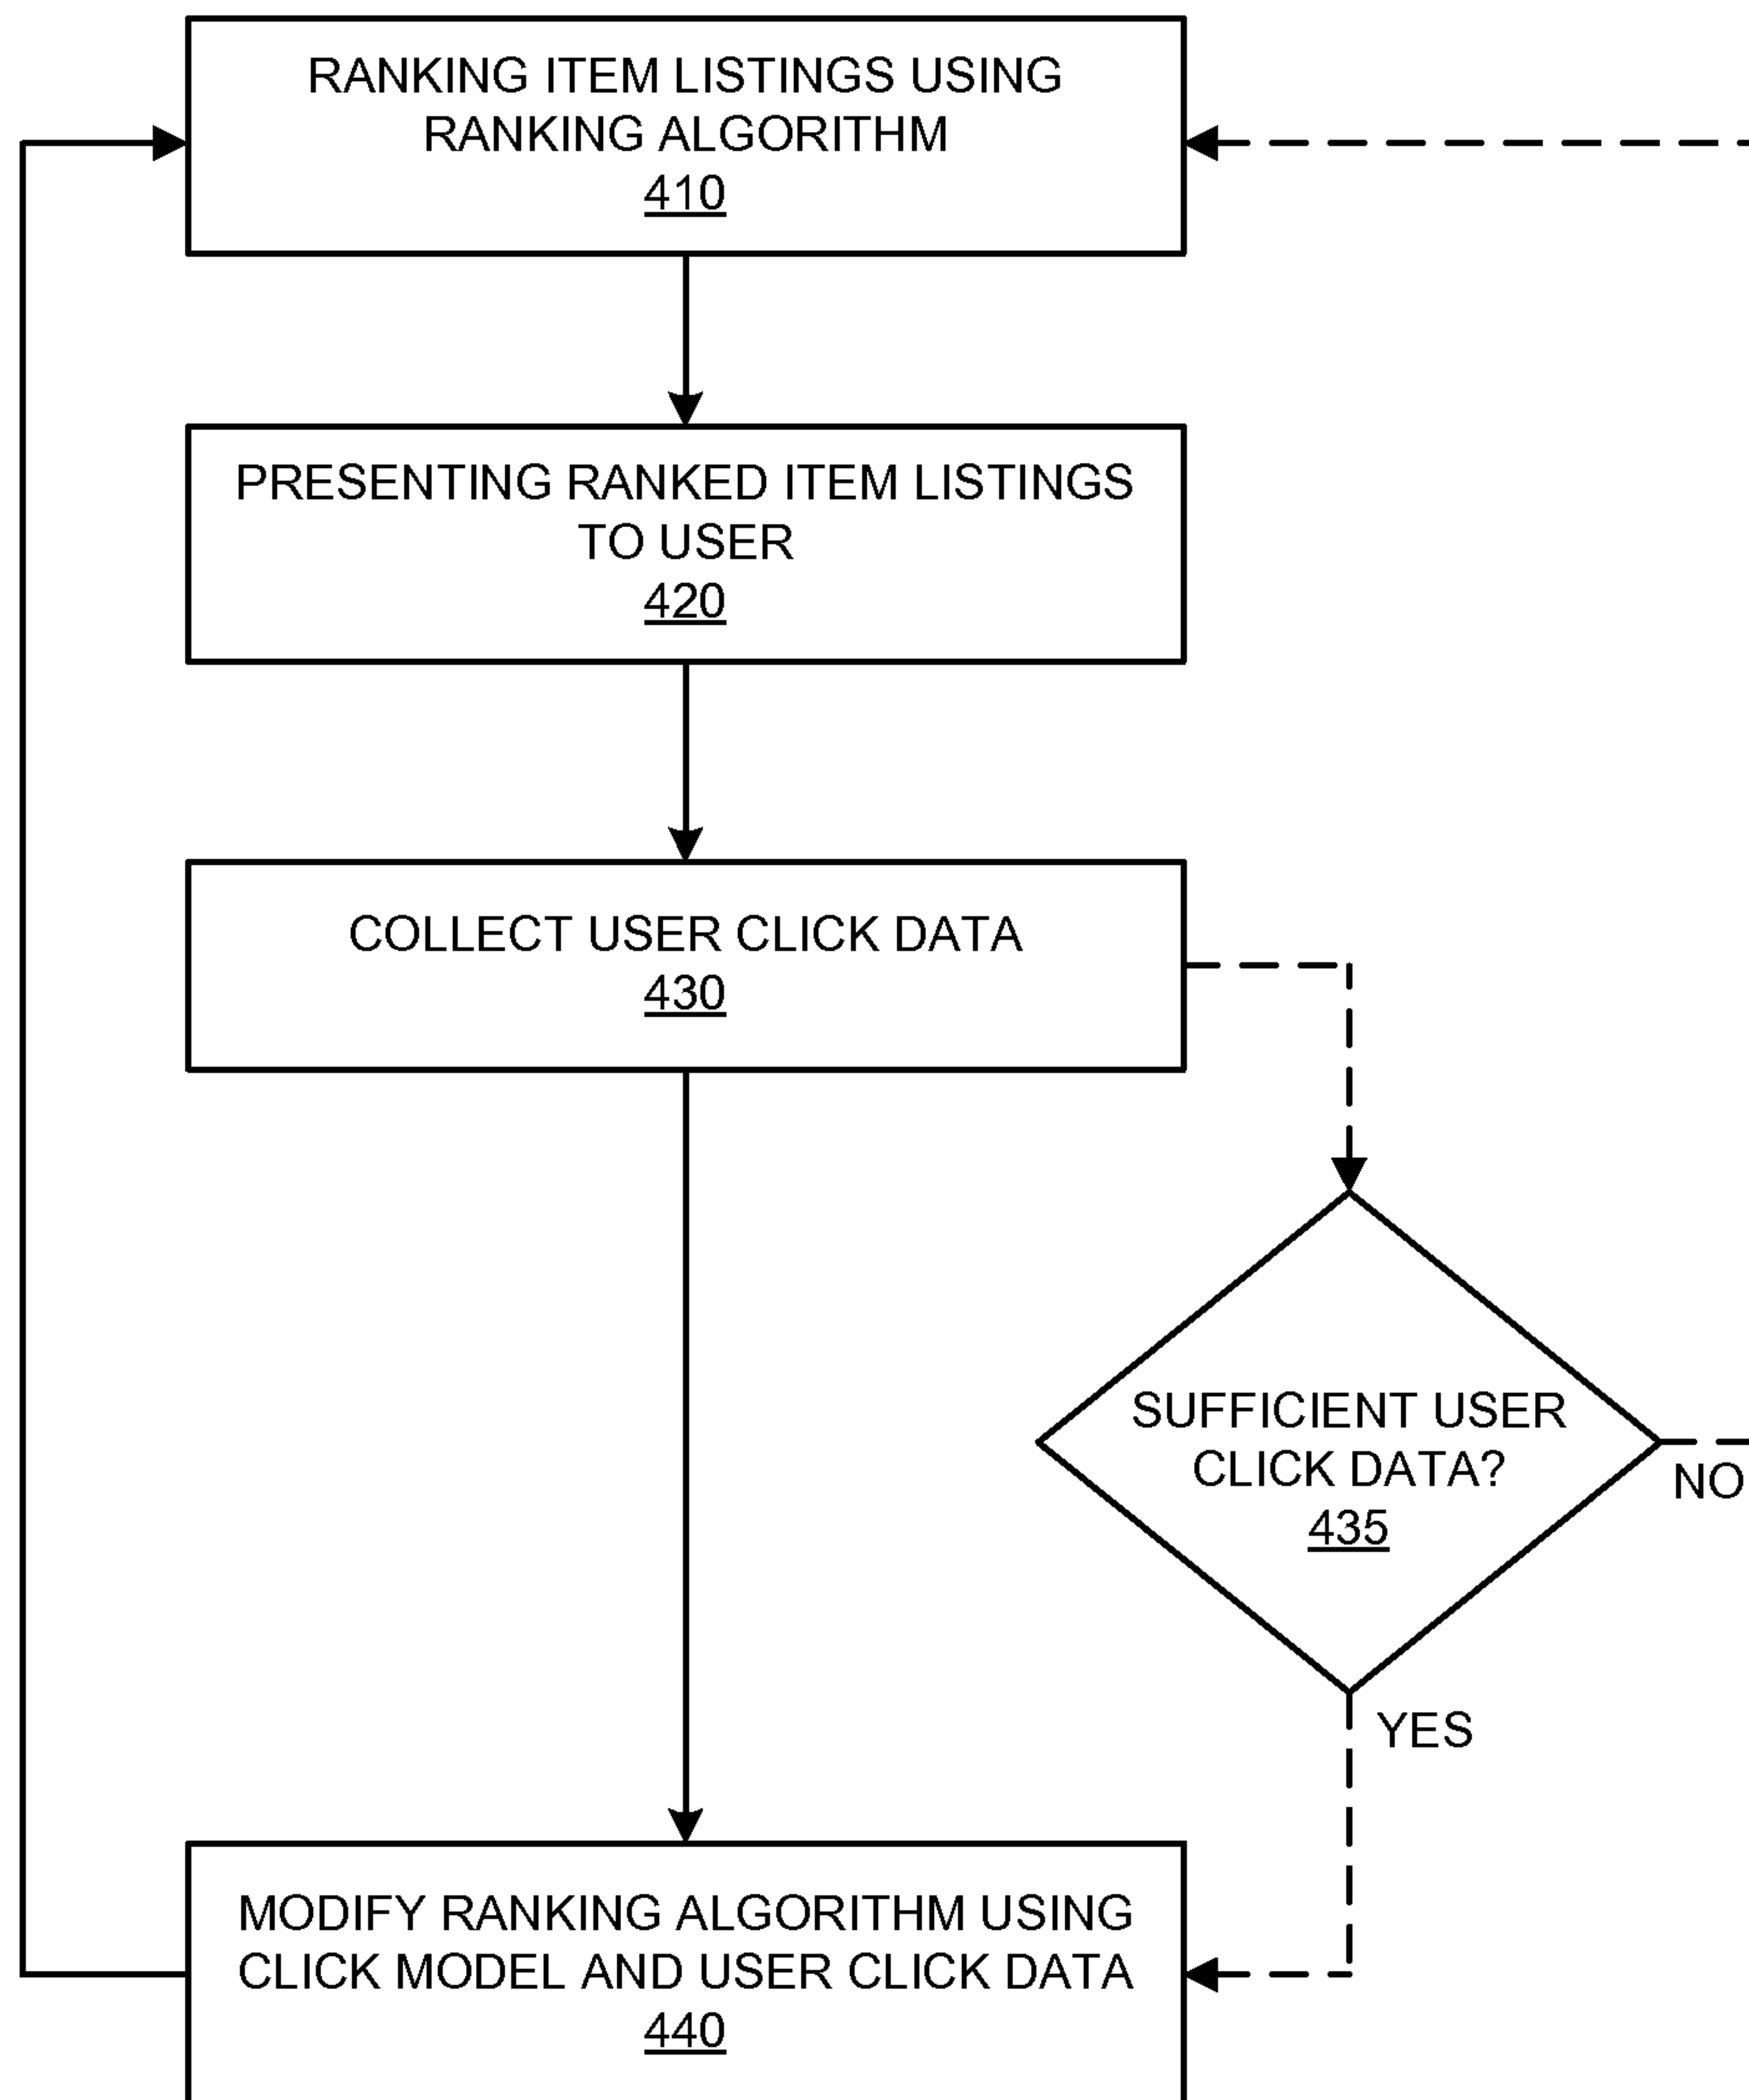 RANKING ITEM LISTINGS USING
RANKING ALGORITHM
410
PRESENTING RANKED ITEM LISTINGS
TO USER
420
COLLECT USER CLICK DATA
430
SUFFICIENT USER
CLICK DATA?
435
NO
YES
MODIFY RANKING ALGORITHM USING
CLICK MODEL AND USER CLICK DATA
440